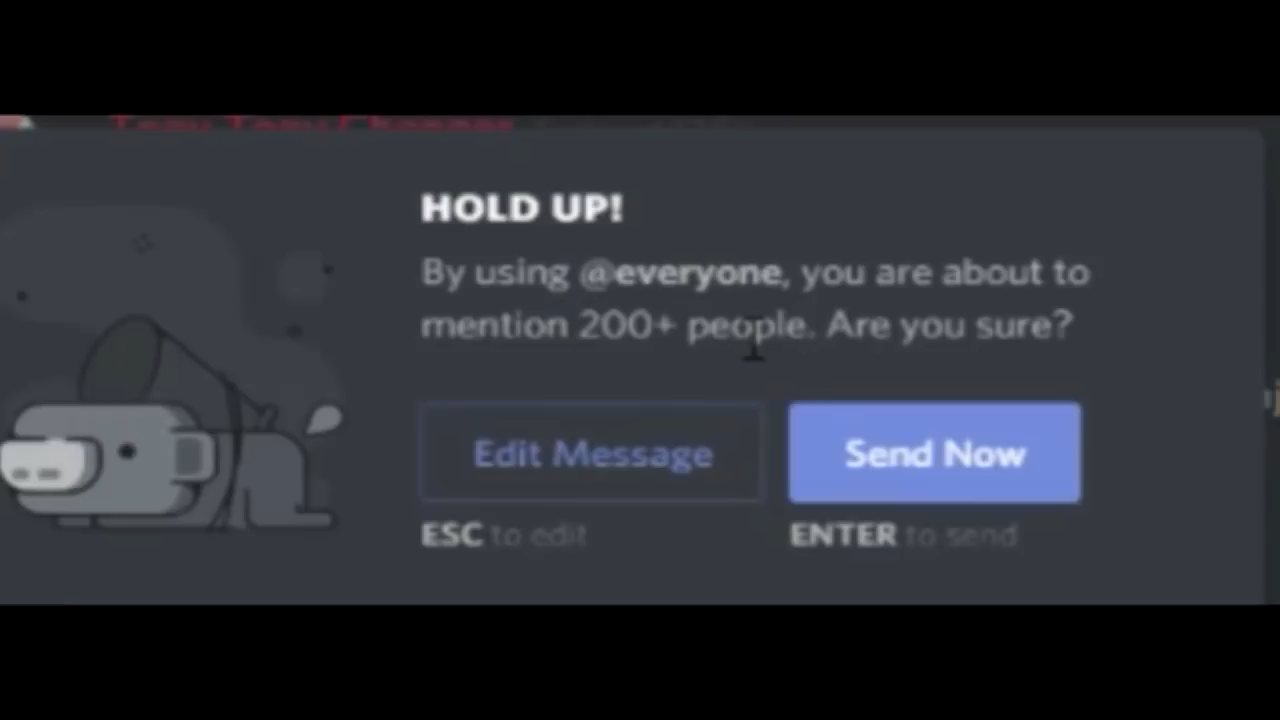 HOLD UP!
By using @everyone, you are about to
mention 200+ people. Are you sure?
Edit Message
Send Now
ESC to edit
ENTER to send